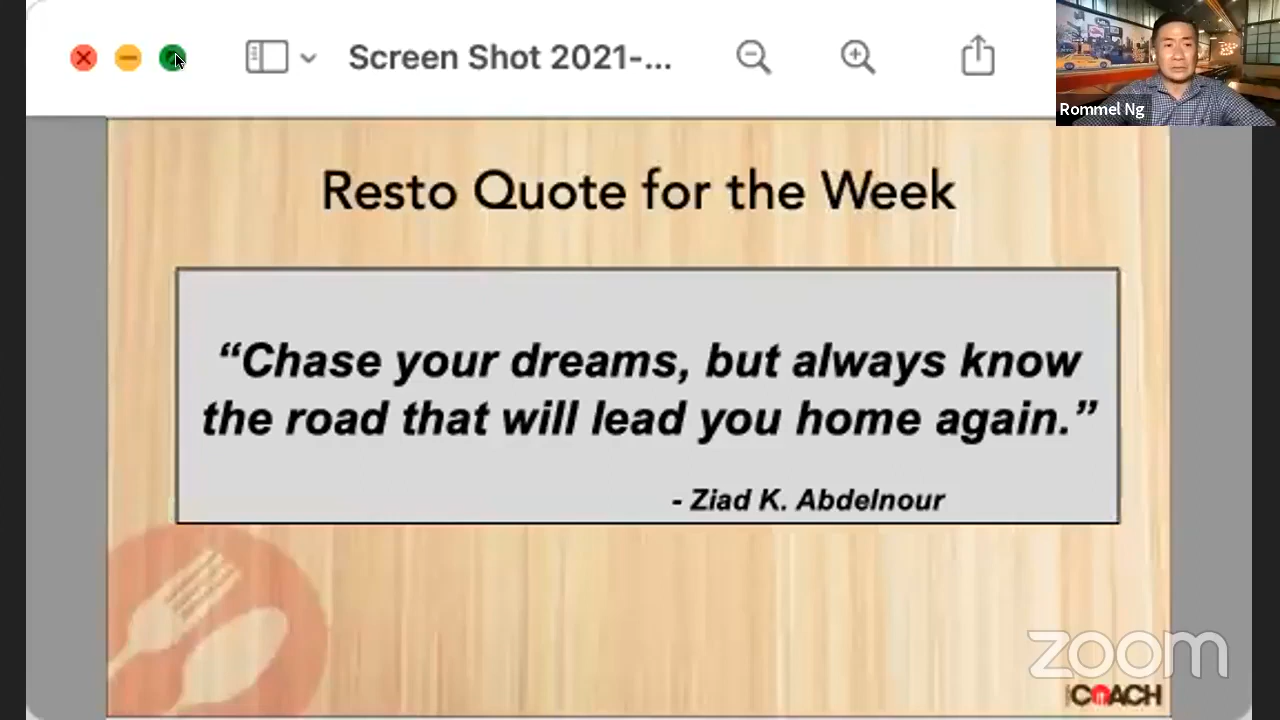 Screen Shot 2021-...
Rommel Ng
Resto Quote for the Week
“Chase your dreams, but always know
the road that will lead you home again.”
- Ziad K. Abdelnour
zoom
COACH